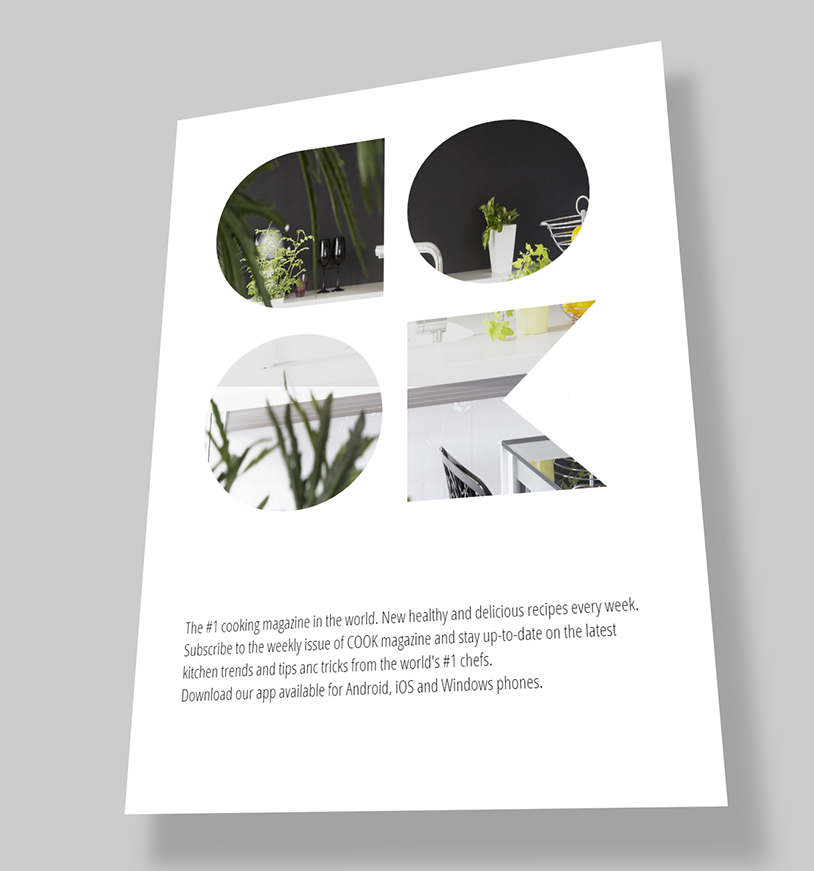 COOK
The #1 cooking magazine in the world. New healthy and delicious recipes every week.
Subscribe to the weekly issue of COOK magazine and stay up-to-date on the latest
kitchen trends and tips anc tricks from the world's #1 chefs.
Download our app available for Android, iOS and Windows phones.